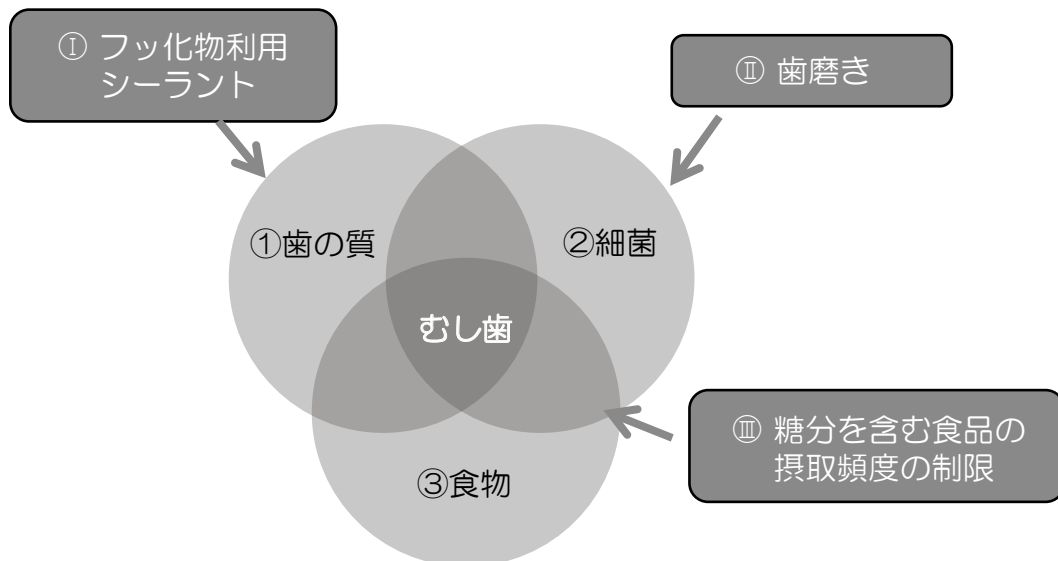 Ⅰ フッ化物利用
シーラント
Ⅱ 歯磨き
①歯の質
②細菌
むし歯
Ⅲ 糖分を含む食品の
摂取頻度の制限
③食物